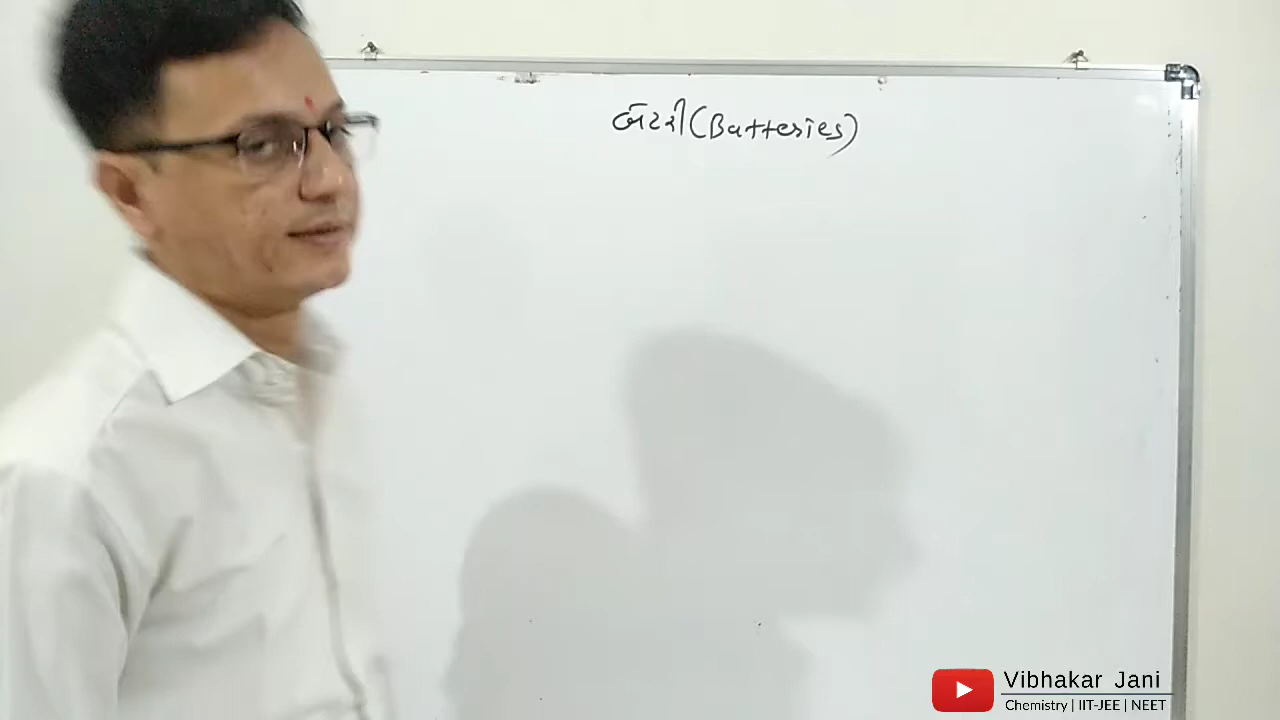 બેટરી (Batteries)
Vibhakar Jani
Chemistry | IIT-JEE | NEET